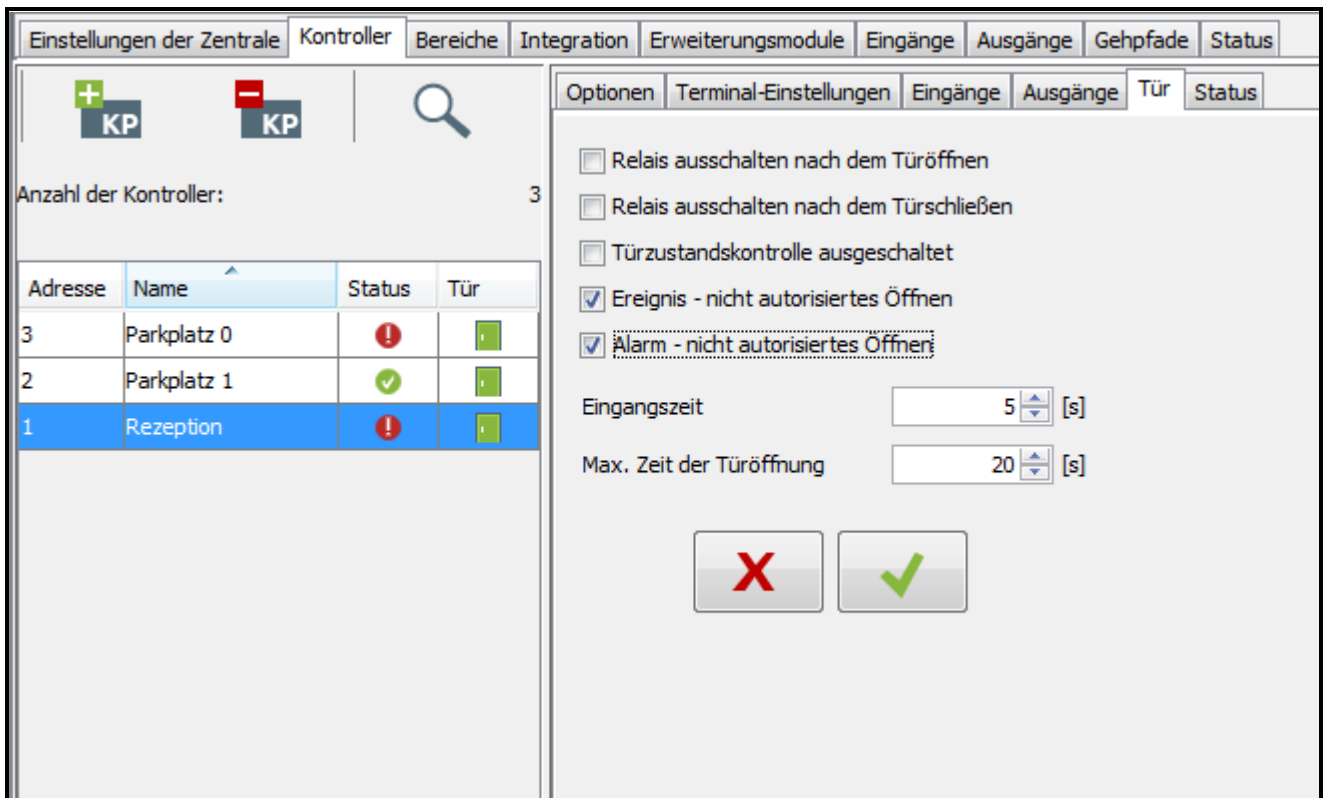 Einstellungen der Zentrale Kontroller Bereiche Integration Erweiterungsmodule Eingänge Ausgänge Gehpfade Status
KP KP
Anzahl der Kontroller: 3
Adresse Name Status Tür
3 Parkplatz 0
2 Parkplatz 1
1 Rezeption
Optionen Terminal-Einstellungen Eingänge Ausgänge Tür Status
Relais ausschalten nach dem Türöffnen
Relais ausschalten nach dem Türschließen
Türzustandskontrolle ausgeschaltet
Ereignis - nicht autorisiertes Öffnen
Alarm - nicht autorisiertes Öffnen
Eingangszeit 5 [s]
Max. Zeit der Türöffnung 20 [s]